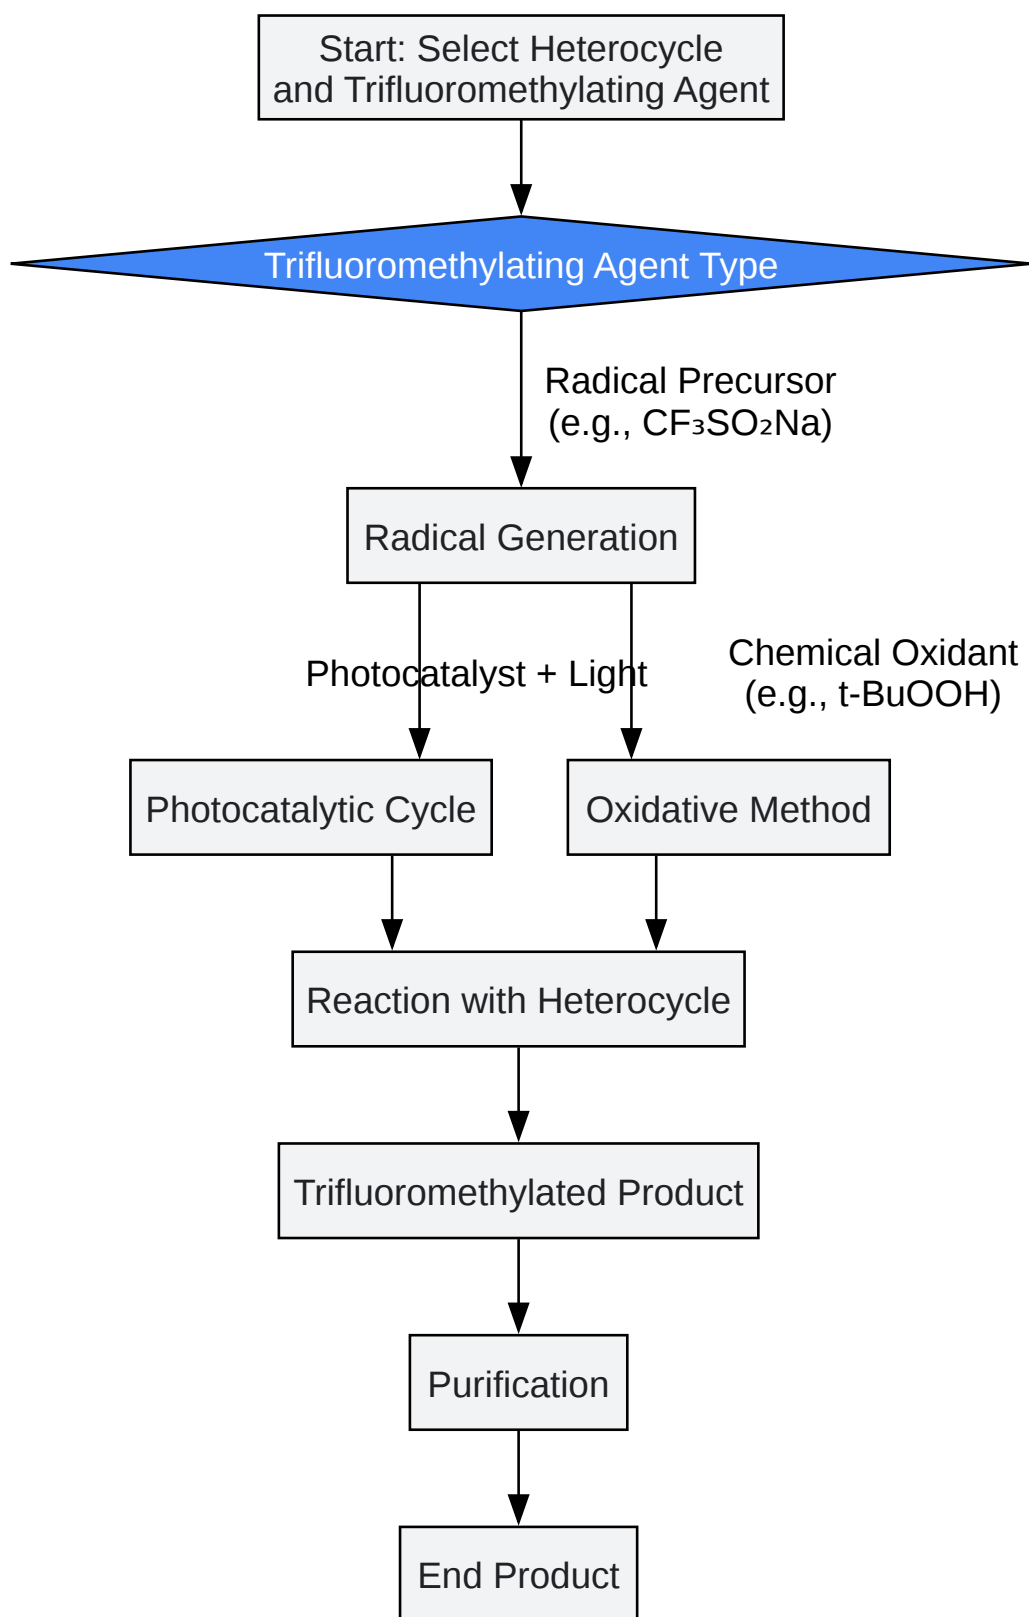 Start: Select Heterocycle
and Trifluoromethylating Agent
Trifluoromethylating Agent Type
Radical Precursor
(e.g., CF₃SO₂Na)
Radical Generation
Photocatalyst + Light
Chemical Oxidant
(e.g., t-BuOOH)
Photocatalytic Cycle
Oxidative Method
Reaction with Heterocycle
Trifluoromethylated Product
Purification
End Product